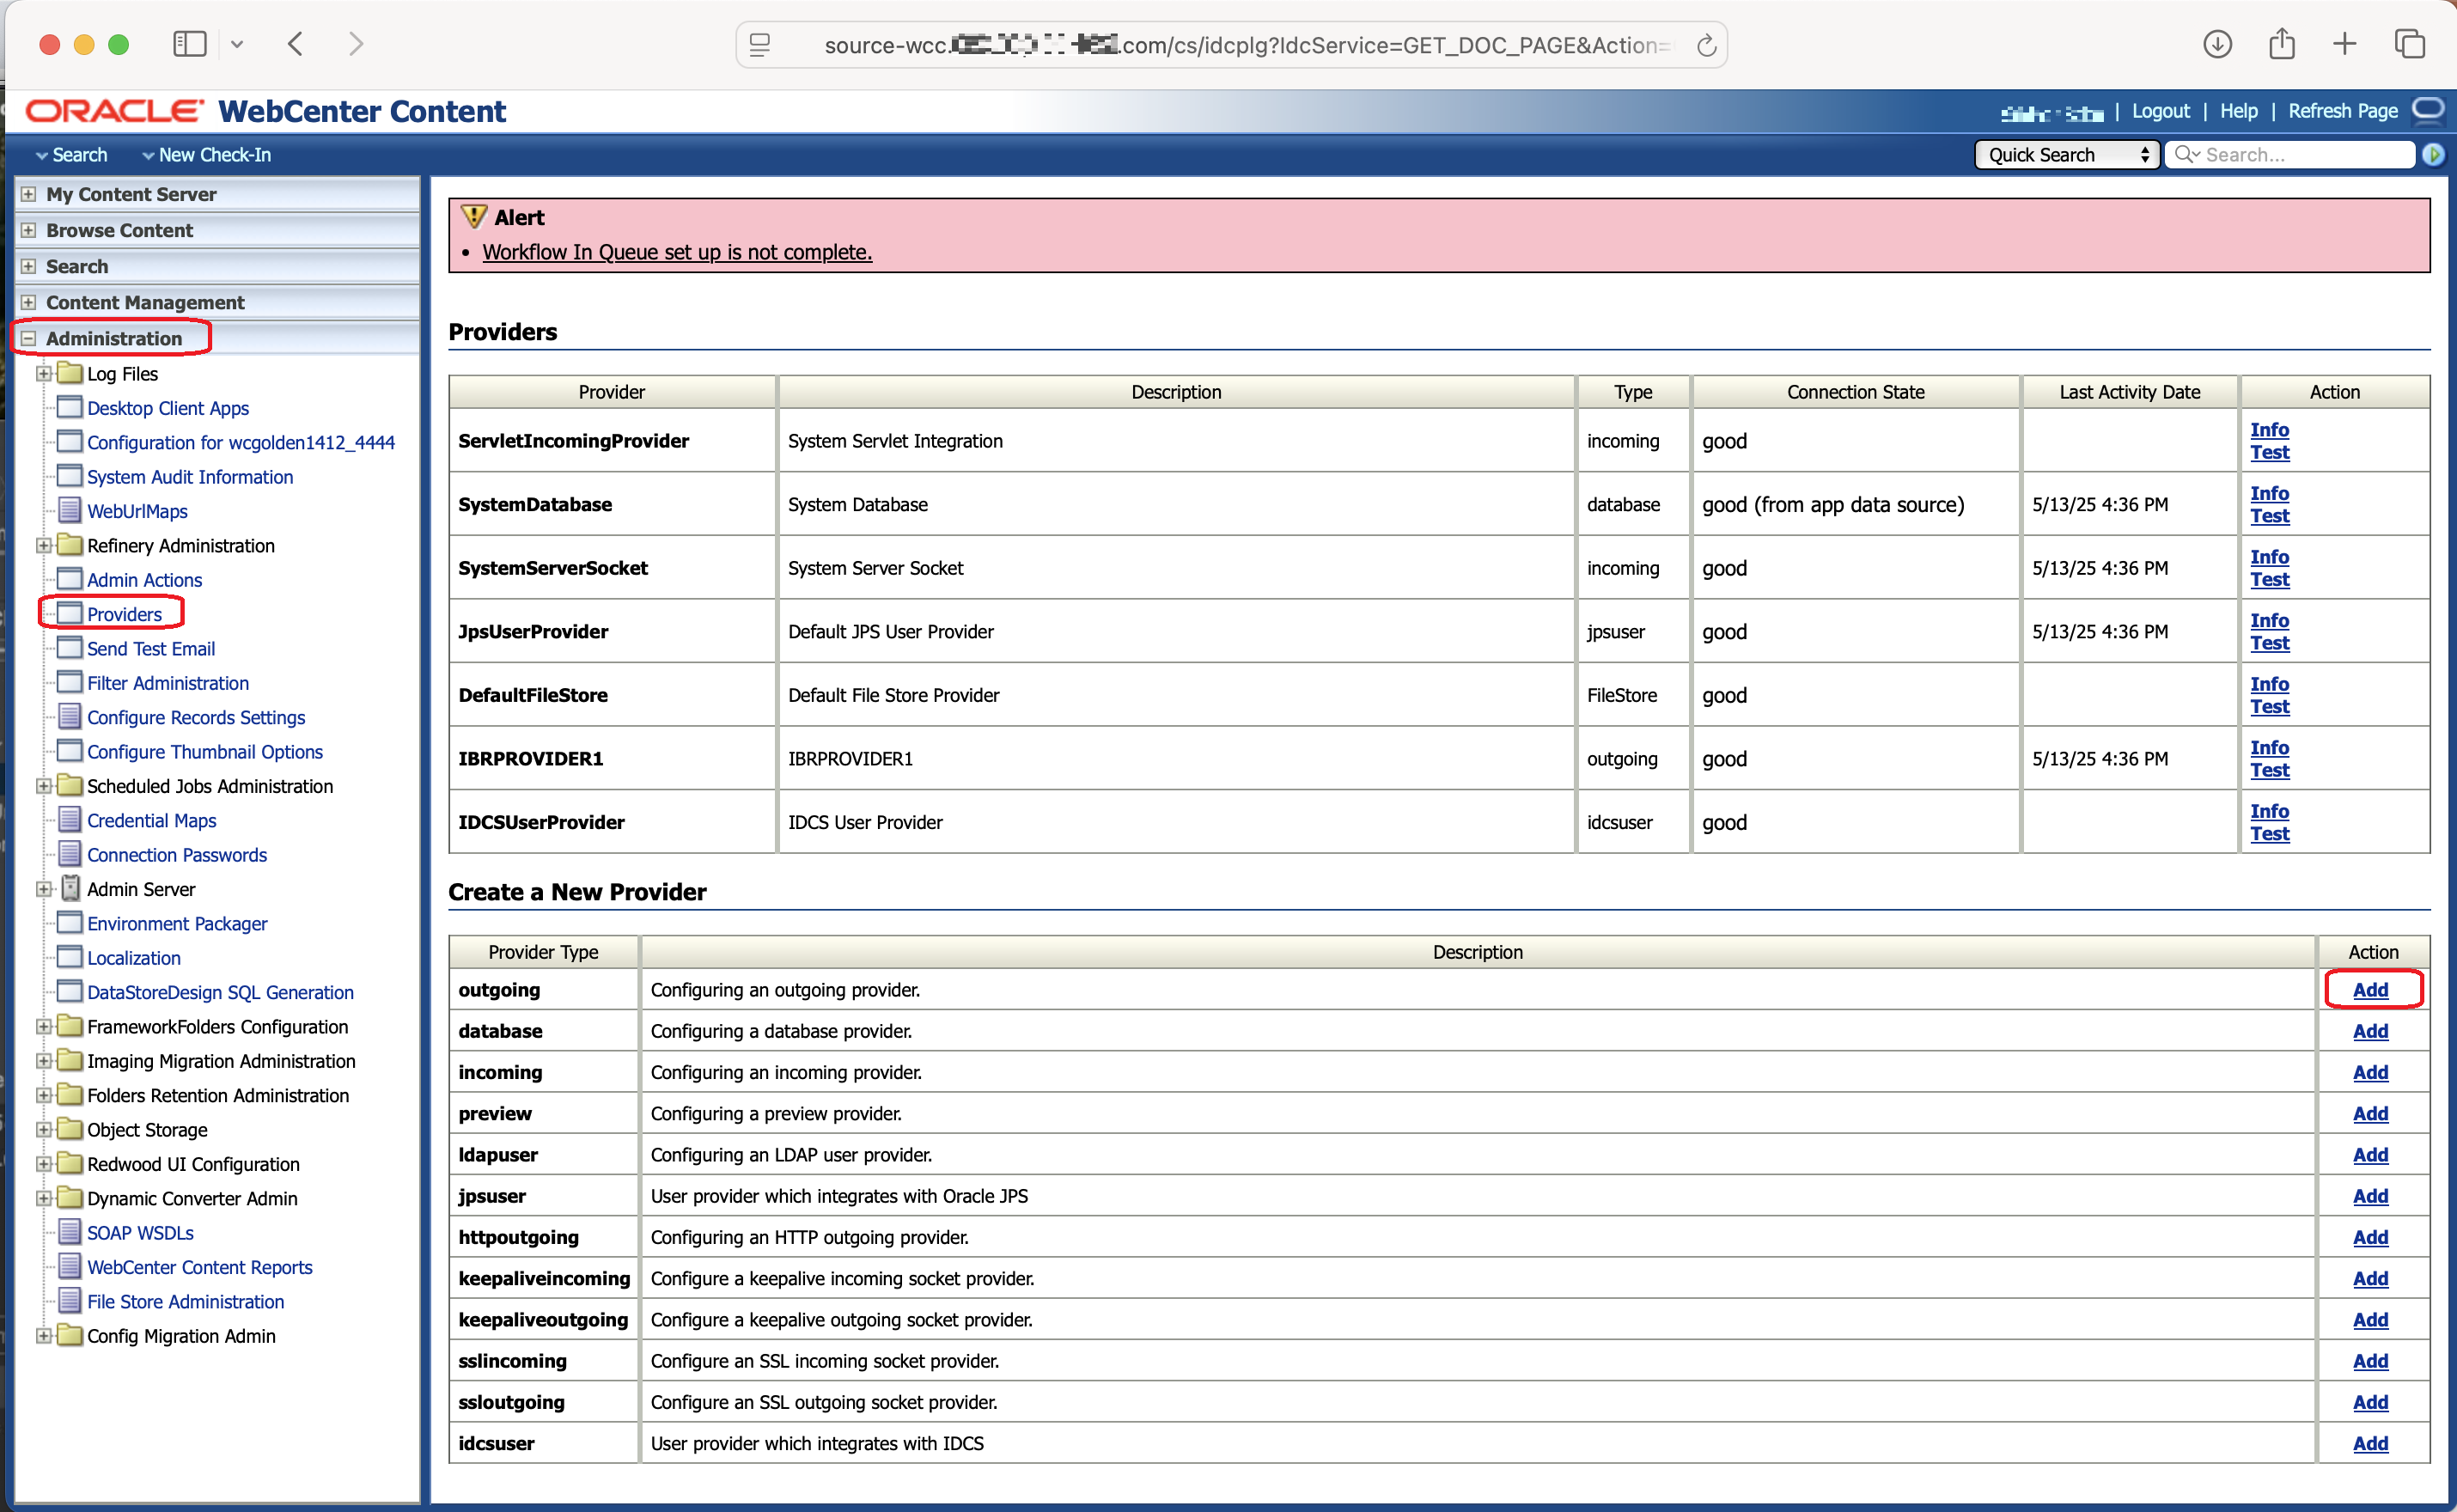 source-wcc.
.com/cs/idcplg?IdcService=GET_DOC_PAGE&Action=
ORACLE WebCenter Content
Logout | Help | Refresh Page
Search
New Check-In
Quick Search
Search...
My Content Server
Browse Content
Search
Content Management
Administration
Log Files
Desktop Client Apps
Configuration for wcgolden1412_4444
System Audit Information
WebUrlMaps
Refinery Administration
Admin Actions
Providers
Send Test Email
Filter Administration
Configure Records Settings
Configure Thumbnail Options
Scheduled Jobs Administration
Credential Maps
Connection Passwords
Admin Server
Environment Packager
Localization
DataStoreDesign SQL Generation
FrameworkFolders Configuration
Imaging Migration Administration
Folders Retention Administration
Object Storage
Redwood UI Configuration
Dynamic Converter Admin
SOAP WSDLs
WebCenter Content Reports
File Store Administration
Config Migration Admin
Alert
• Workflow In Queue set up is not complete.
Providers
Provider Description Type Connection State Last Activity Date Action
ServletIncomingProvider System Servlet Integration incoming good Info
Test
SystemDatabase System Database database good (from app data source) 5/13/25 4:36 PM Info
Test
SystemServerSocket System Server Socket incoming good 5/13/25 4:36 PM Info
Test
JpsUserProvider Default JPS User Provider jpsuser good 5/13/25 4:36 PM Info
Test
DefaultFileStore Default File Store Provider FileStore good Info
Test
IBRPROVIDER1 IBRPROVIDER1 outgoing good 5/13/25 4:36 PM Info
Test
IDCSUserProvider IDCS User Provider idcsuser good Info
Test
Create a New Provider
Provider Type Description Action
outgoing Configuring an outgoing provider. Add
database Configuring a database provider. Add
incoming Configuring an incoming provider. Add
preview Configuring a preview provider. Add
ldapuser Configuring an LDAP user provider. Add
jpsuser User provider which integrates with Oracle JPS Add
httpoutgoing Configuring an HTTP outgoing provider. Add
keepaliveincoming Configure a keepalive incoming socket provider. Add
keepaliveoutgoing Configure a keepalive outgoing socket provider. Add
sslincoming Configure an SSL incoming socket provider. Add
ssloutgoing Configure an SSL outgoing socket provider. Add
idcsuser User provider which integrates with IDCS Add